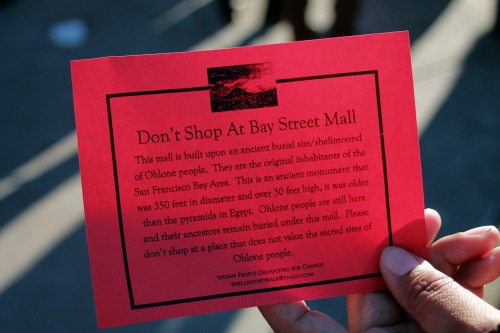 Don't Shop At Bay Street Mall
This mall is built upon an ancient burial site/shellmound
of Ohlone people. They are the original inhabitants of the
San Francisco Bay Area. This is an ancient monument that
was 350 feet in diameter and over 30 feet high, it was older
than the pyramids in Egypt. Ohlone people are still here
and their ancestors remain buried under this mall. Please
don't shop at a place that does not value the sacred sites of
Ohlone people.
Indian People Organizing for Change
shellmoundwalk@yahoo.com